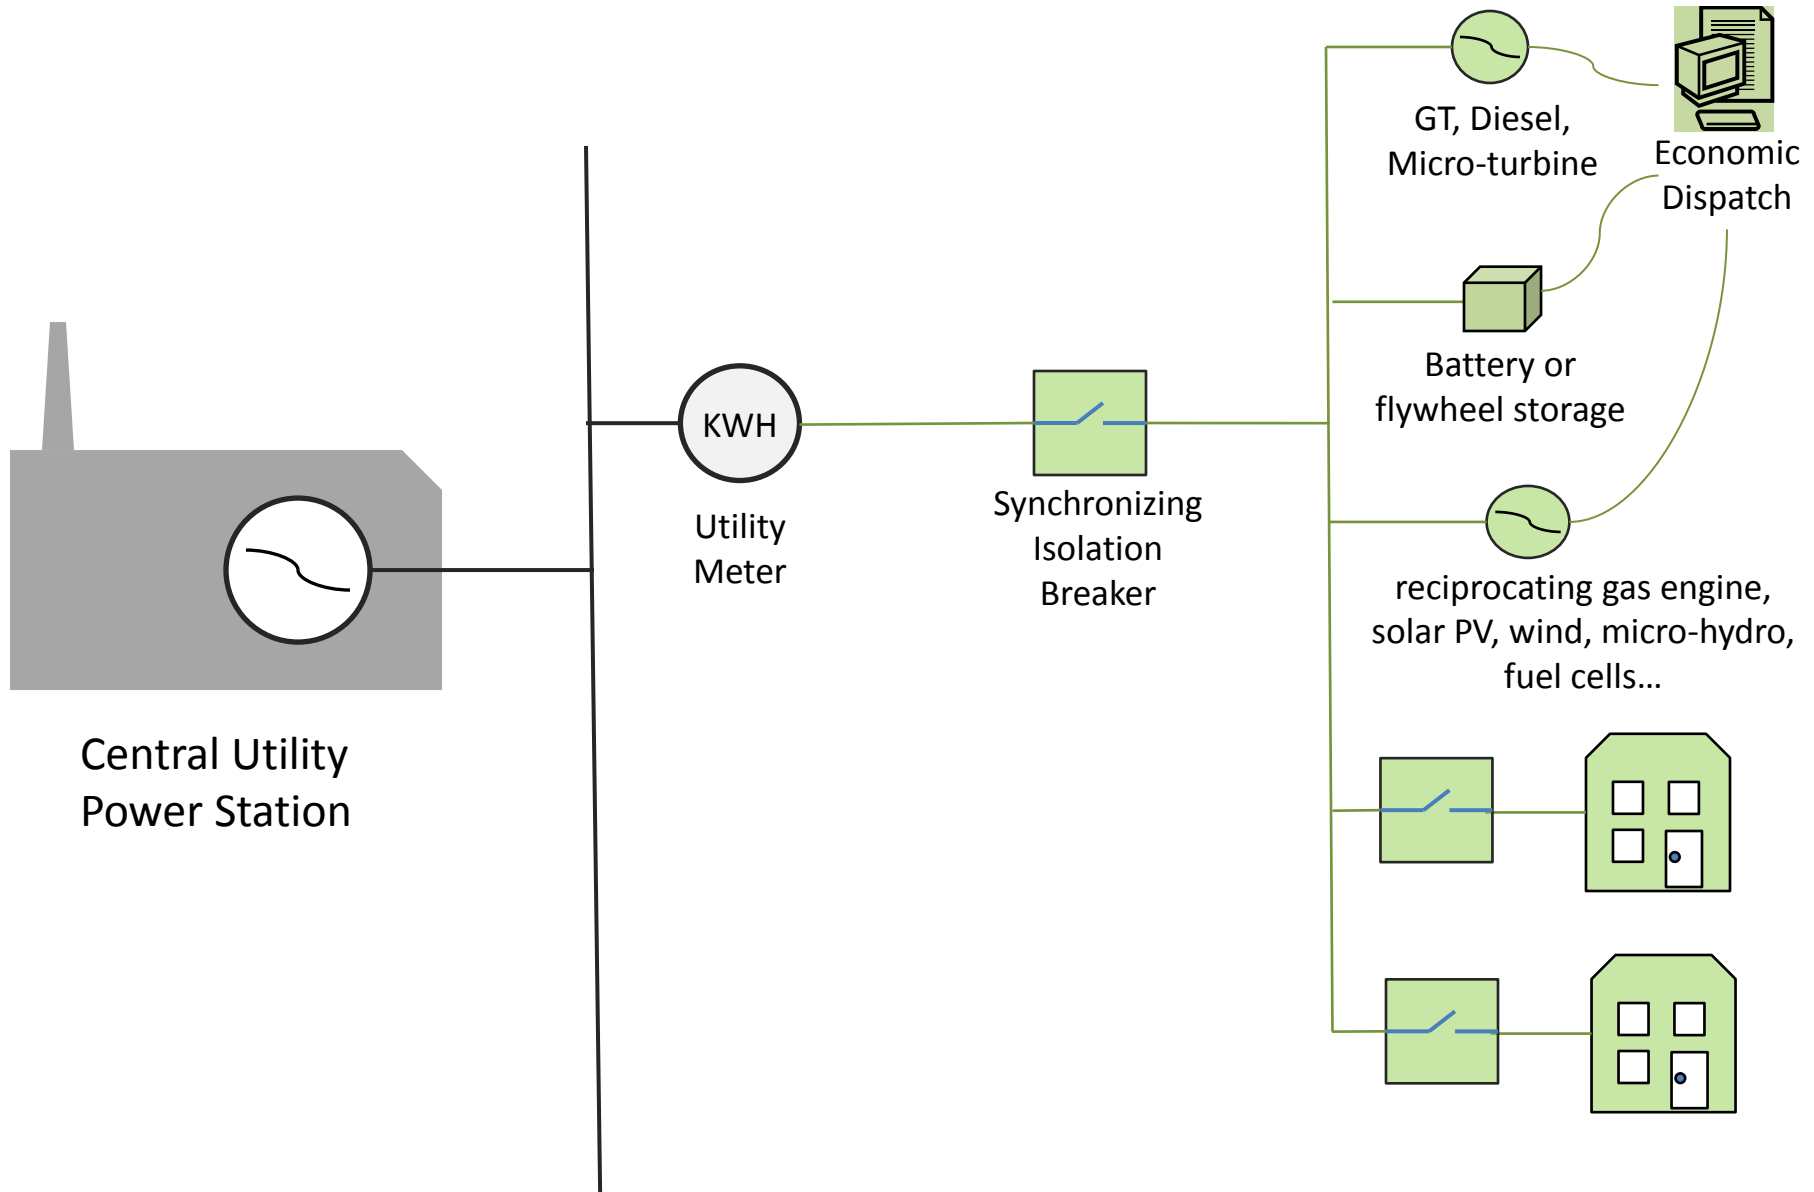 GT, Diesel,
Micro-turbine
Economic
Dispatch
Battery or
flywheel storage
KWH
Utility
Meter
Synchronizing
Isolation
Breaker
reciprocating gas engine,
solar PV, wind, micro-hydro,
fuel cells...
Central Utility
Power Station